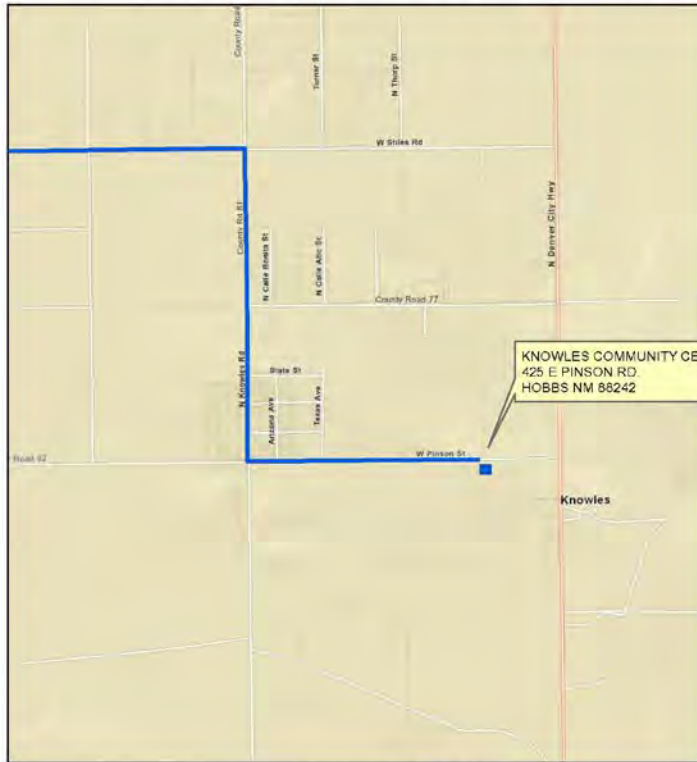 County Road
Turner St
N Thorp St
W Stiles Rd
County Rd 81
N Calle Bonita St
N Calle Alto St
N Denver City Hwy
County Road 77
KNOWLES COMMUNITY CE
425 E PINSON RD.
HOBBS NM 88242
N Knowles Rd
State St
Arizona Ave
Texas Ave
W Pinson St
Road 92
Knowles